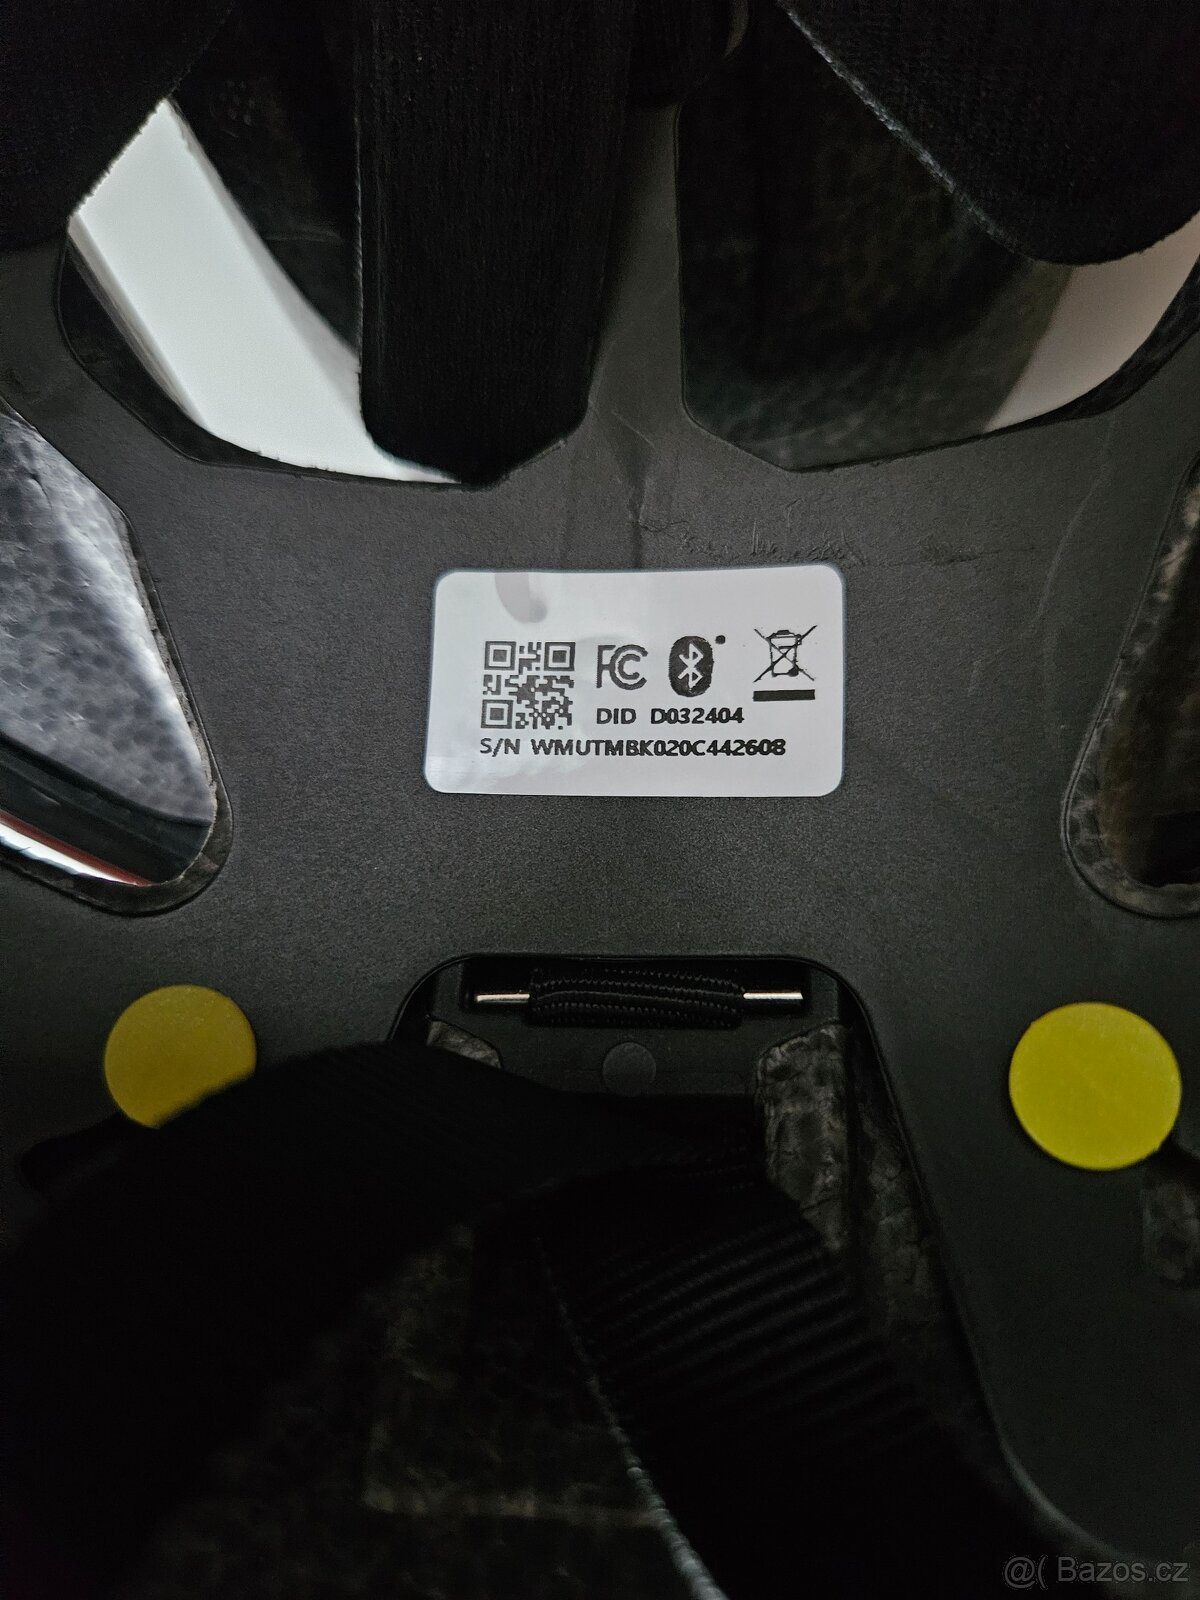 FC
DID D032404
S/N WMUTMBK020C442608
@( Bazos.cz